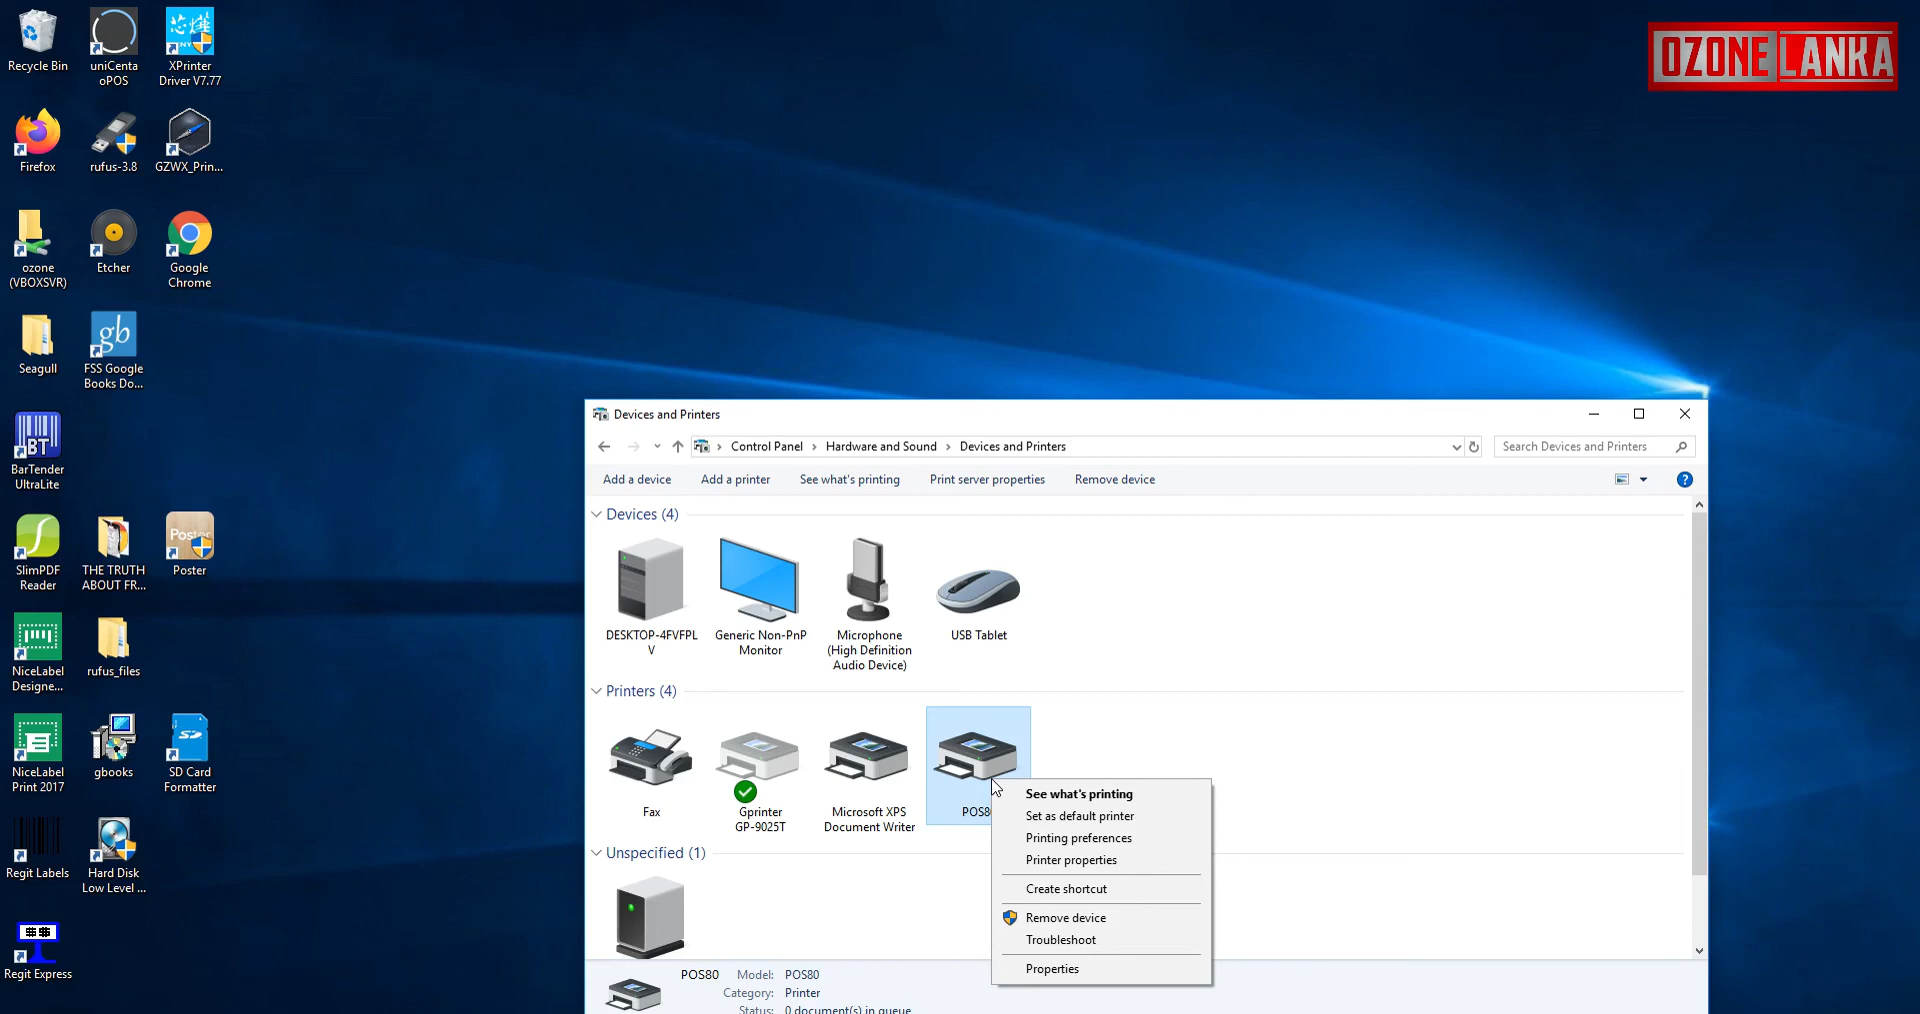 OZONE LANKA
Recycle Bin
uniCenta
oPOS
芯烨
XPrinter
Driver V7.77
Firefox
rufus-3.8
GZWX_Prin...
ozone
(VBOXSVR)
Etcher
Google
Chrome
Seagull
gb
FSS Google
Books Do...
BT
BarTender
UltraLite
SlimPDF
Reader
THE TRUTH
ABOUT FR...
Poster
Poster
NiceLabel
Designe...
rufus_files
NiceLabel
Print 2017
gbooks
SD
SD Card
Formatter
Regit Labels
Hard Disk
Low Level ...
Regit Express
Devices and Printers
Control Panel
Hardware and Sound
Devices and Printers
Search Devices and Printers
Add a device
Add a printer
See what's printing
Print server properties
Remove device
Devices (4)
DESKTOP-4FVFPL
V
Generic Non-PnP
Monitor
Microphone
(High Definition
Audio Device)
USB Tablet
Printers (4)
Fax
Gprinter
GP-9025T
Microsoft XPS
Document Writer
POS8
See what's printing
Set as default printer
Printing preferences
Printer properties
Create shortcut
Remove device
Troubleshoot
Properties
Unspecified (1)
POS80
Model: POS80
Category: Printer
Status: 0 document(s) in queue